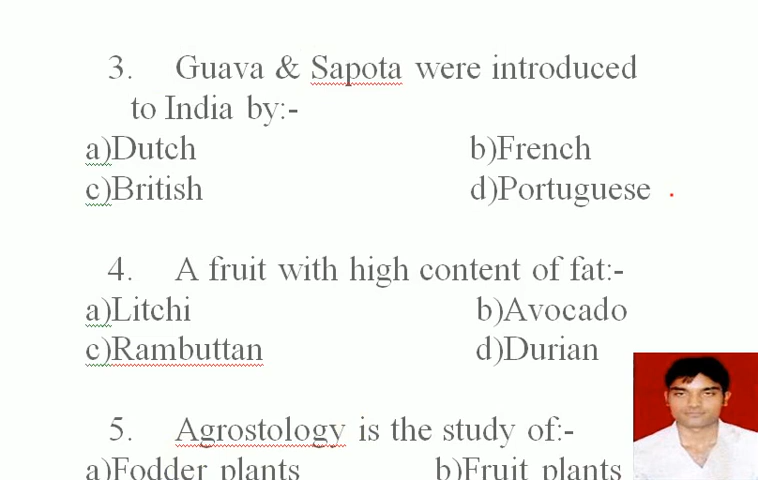 3. Guava & Sapota were introduced
to India by:-
a)Dutch b)French
c)British d)Portuguese
4. A fruit with high content of fat:-
a)Litchi b)Avocado
c)Rambuttan d)Durian
5. Agrostology is the study of:-
a)Fodder plants b)Fruit plants